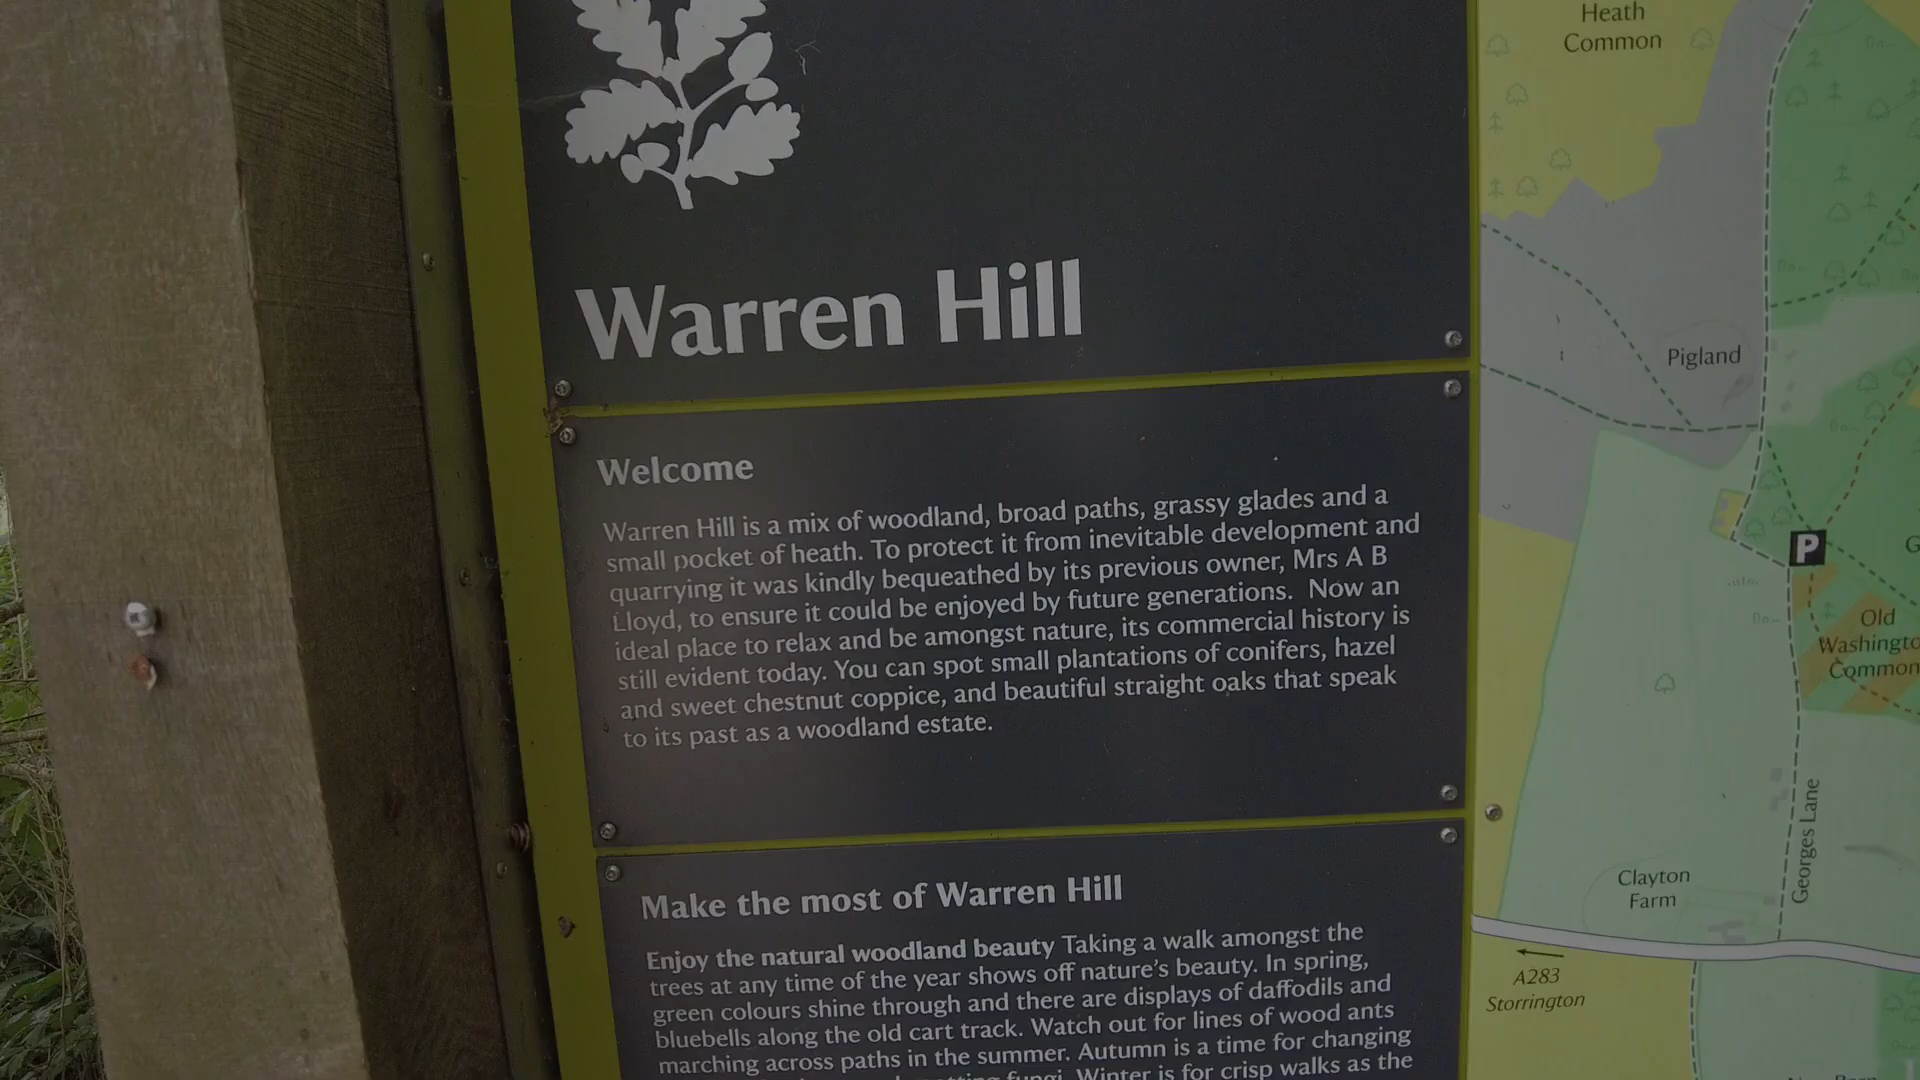 Warren Hill
Welcome
Warren Hill is a mix of woodland, broad paths, grassy glades and a
small pocket of heath. To protect it from inevitable development and
quarrying it was kindly bequeathed by its previous owner, Mrs A B
Lloyd, to ensure it could be enjoyed by future generations. Now an
ideal place to relax and be amongst nature, its commercial history is
still evident today. You can spot small plantations of conifers, hazel
and sweet chestnut coppice, and beautiful straight oaks that speak
to its past as a woodland estate.
Make the most of Warren Hill
Enjoy the natural woodland beauty Taking a walk amongst the
trees at any time of the year shows off nature's beauty. In spring,
green colours shine through and there are displays of daffodils and
bluebells along the old cart track. Watch out for lines of wood ants
marching across paths in the summer. Autumn is a time for changing
fungi. Winter is for crisp walks as the
Heath
Common
Pigland
P
Old
Common
Georges Lane
Clayton
Farm
A283
Storrington